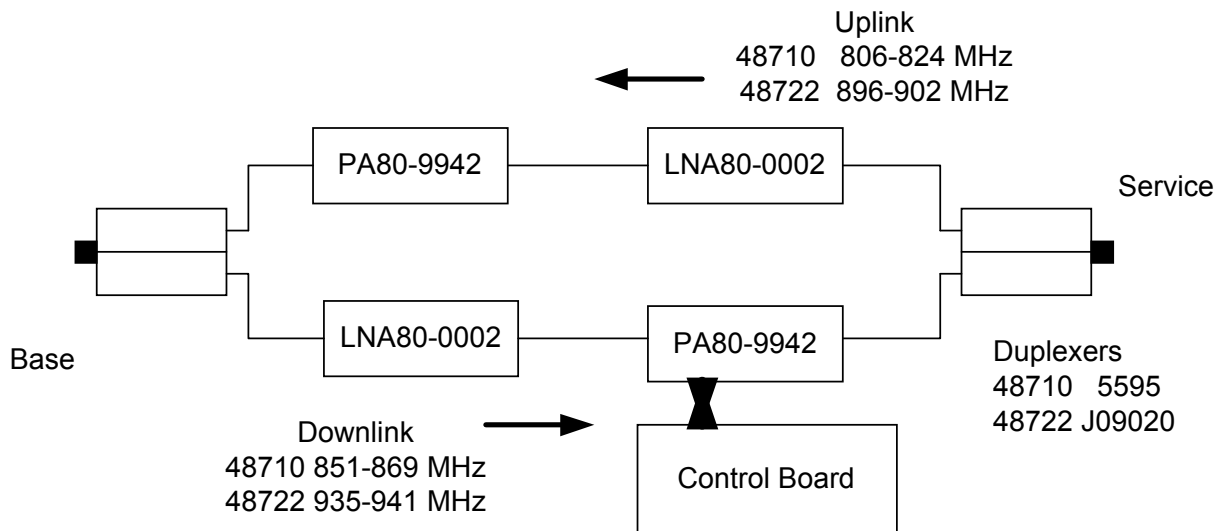 Uplink
48710 806-824 MHz
48722 896-902 MHz
PA80-9942
LNA80-0002
Service
LNA80-0002
PA80-9942
Base
Duplexers
48710 5595
48722 J09020
Downlink
48710 851-869 MHz
48722 935-941 MHz
Control Board